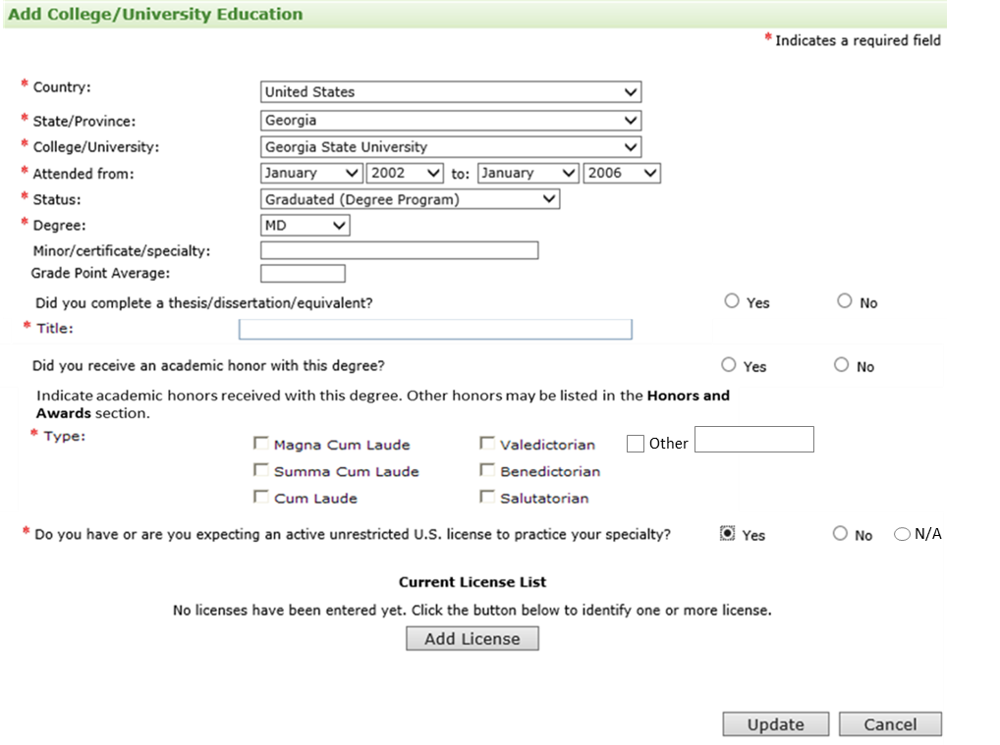 Add College/University Education
* Indicates a required field
* Country: United States
* State/Province: Georgia
* College/University: Georgia State University
* Attended from: January 2002 to: January 2006
* Status: Graduated (Degree Program)
* Degree: MD
Minor/certificate/specialty:
Grade Point Average:
Did you complete a thesis/dissertation/equivalent? Yes No
* Title:
Did you receive an academic honor with this degree? Yes No
Indicate academic honors received with this degree. Other honors may be listed in the Honors and
Awards section.
* Type: Magna Cum Laude Valedictorian Other
Summa Cum Laude Benedictorian
Cum Laude Salutatorian
* Do you have or are you expecting an active unrestricted U.S. license to practice your specialty? Yes No N/A
Current License List
No licenses have been entered yet. Click the button below to identify one or more license.
Add License
Update Cancel